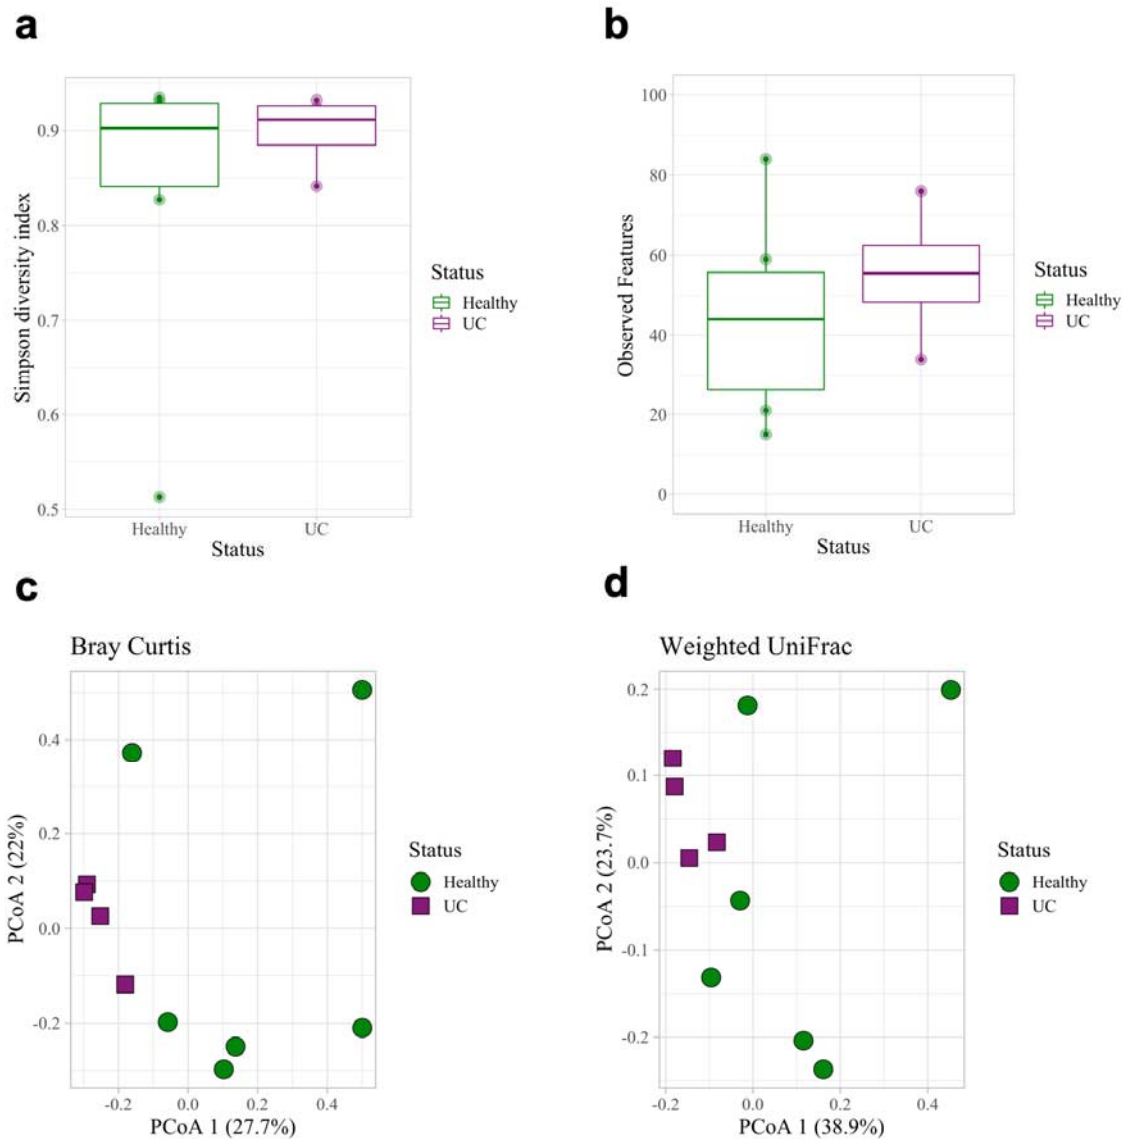 a
b
0.9
0.8
0.7
0.6
0.5
Simpson diversity index
Healthy
UC
Status
Status
Healthy
UC
100
80
60
40
20
0
Observed Features
Healthy
UC
Status
Status
Healthy
UC
c
d
Bray Curtis
0.4
0.2
0.0
-0.2
PCoA 2 (22%)
-0.2
0.0
0.2
0.4
PCoA 1 (27.7%)
Status
Healthy
UC
Weighted UniFrac
0.2
0.1
0.0
-0.1
-0.2
PCoA 2 (23.7%)
-0.2
0.0
0.2
0.4
PCoA 1 (38.9%)
Status
Healthy
UC